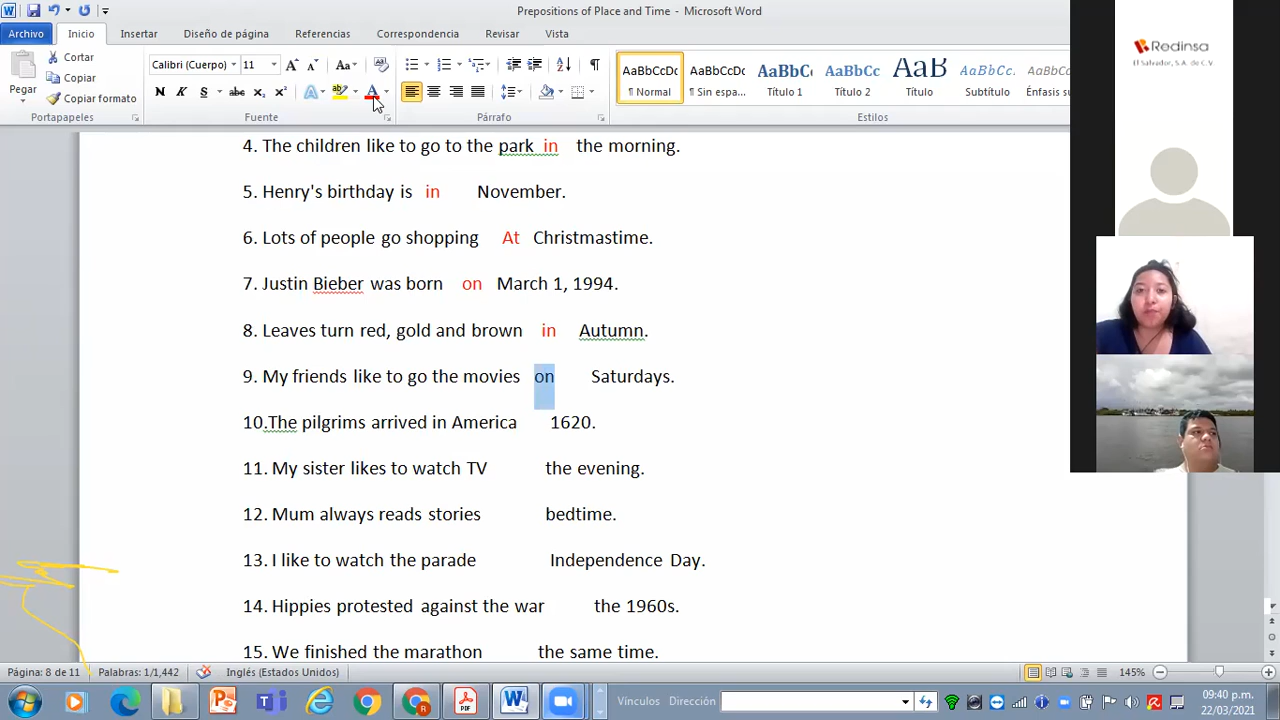 Prepositions of Place and Time - Microsoft Word
Archivo Inicio Insertar Diseño de página Referencias Correspondencia Revisar Vista
Pegar
Cortar
Copiar
Copiar formato
Portapapeles
Calibri (Cuerpo) 11
Fuente
Párrafo
AaBbCcDc AaBbCcDc AaBbC AaBbCc AaB AaBbCc.
¶ Normal ¶ Sin espa... Título 1 Título 2 Título Subtítulo Énfasis su
Estilos
4. The children like to go to the park in the morning.
5. Henry's birthday is in November.
6. Lots of people go shopping At Christmastime.
7. Justin Bieber was born on March 1, 1994.
8. Leaves turn red, gold and brown in Autumn.
9. My friends like to go the movies on Saturdays.
10.The pilgrims arrived in America 1620.
11. My sister likes to watch TV the evening.
12. Mum always reads stories bedtime.
13. I like to watch the parade Independence Day.
14. Hippies protested against the war the 1960s.
15. We finished the marathon the same time.
Redinsa
El Salvador, S.A. de C.V.
Página: 8 de 11 Palabras: 1/1,442 Inglés (Estados Unidos) 145%
Vínculos Dirección
09:40 p.m.
22/03/2021